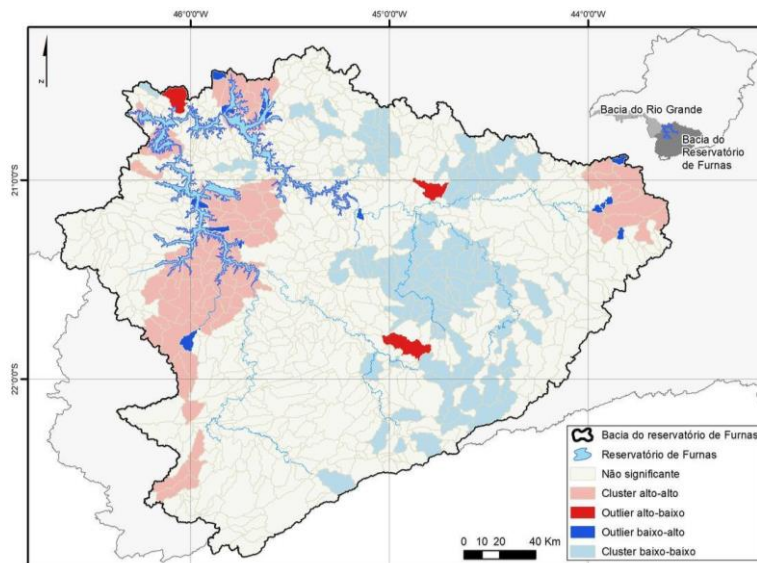 46°0'0"W
45°0'0"W
44°0'0"W
z
Bacia do Rio Grande
Bacia do
Reservatório
de Furnas
21°0'0"S
22°0'0"S
Bacia do reservatório de Furnas
Reservatório de Furnas
Não significante
Cluster alto-alto
Outlier alto-baixo
Outlier baixo-alto
Cluster baixo-baixo
0 10 20 40 Km